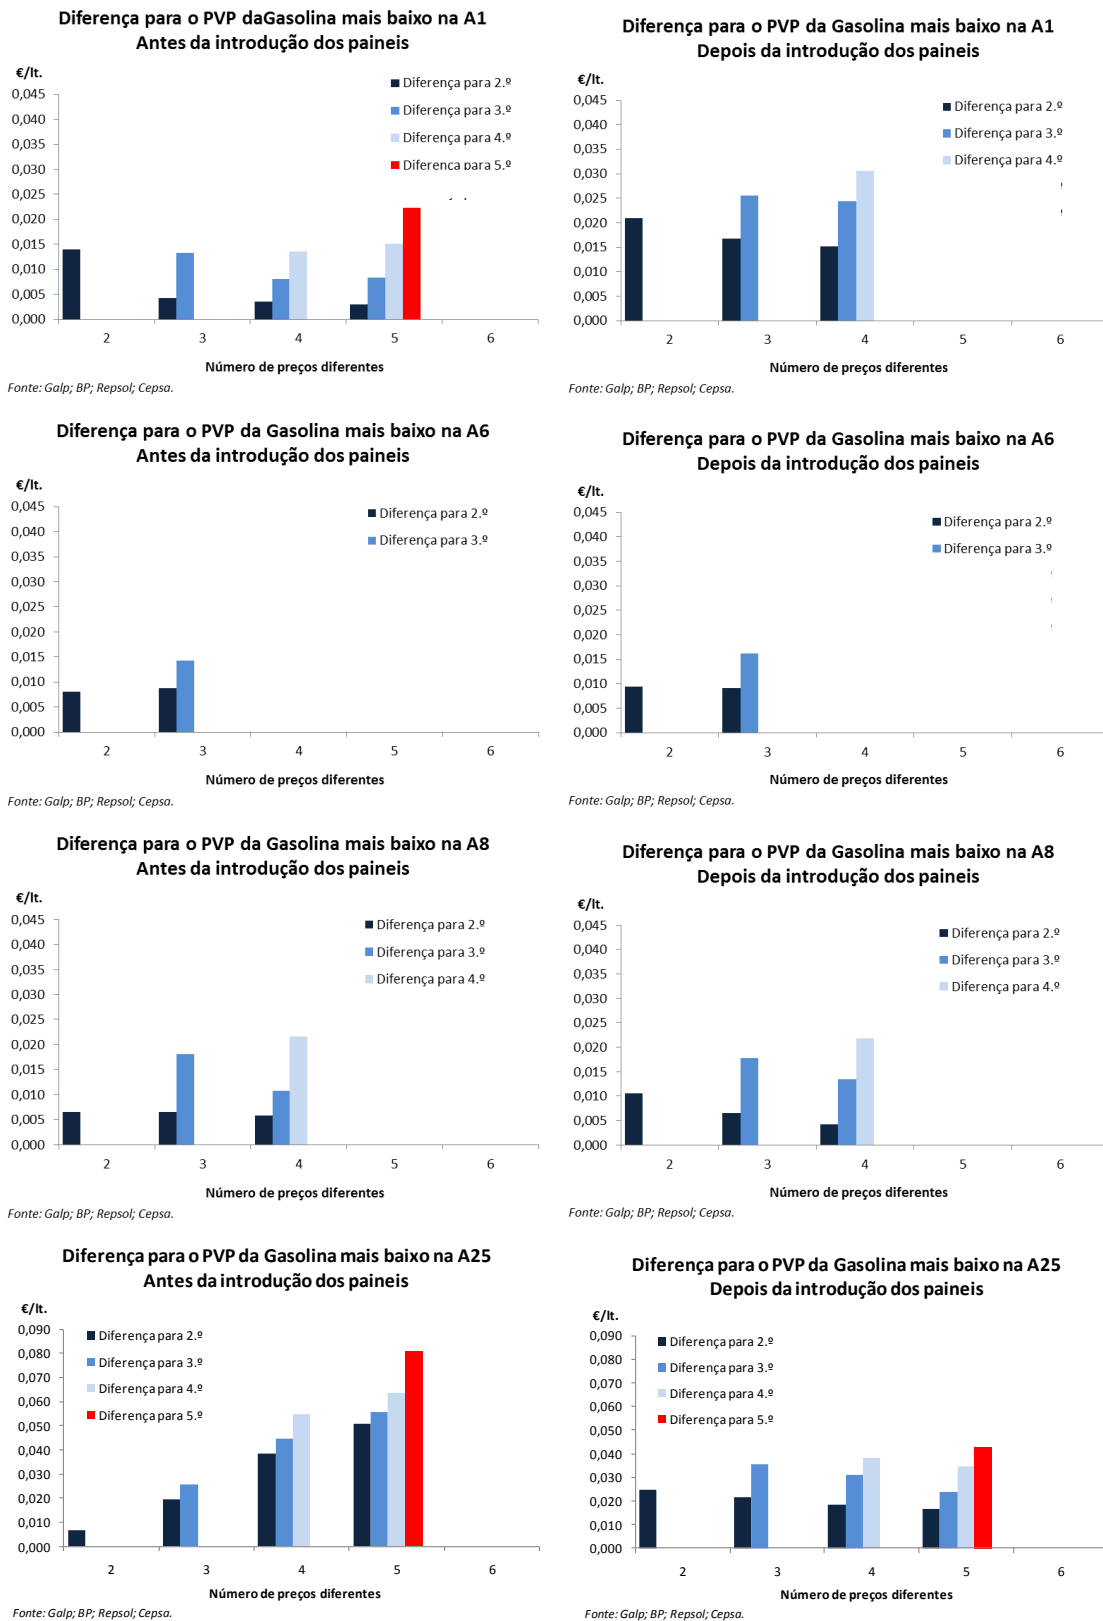 Diferença para o PVP daGasolina mais baixo na A1
Antes da introdução dos paineis
€/lt.
0,045
0,040
0,035
0,030
0,025
0,020
0,015
0,010
0,005
0,000
Diferença para 2.º
Diferença para 3.º
Diferença para 4.º
Diferença para 5.º
2 3 4 5 6
Número de preços diferentes
Fonte: Galp; BP; Repsol; Cepsa.
Diferença para o PVP da Gasolina mais baixo na A1
Depois da introdução dos paineis
€/lt.
0,045
0,040
0,035
0,030
0,025
0,020
0,015
0,010
0,005
0,000
Diferença para 2.º
Diferença para 3.º
Diferença para 4.º
2 3 4 5 6
Número de preços diferentes
Fonte: Galp; BP; Repsol; Cepsa.
Diferença para o PVP da Gasolina mais baixo na A6
Antes da introdução dos paineis
€/lt.
0,045
0,040
0,035
0,030
0,025
0,020
0,015
0,010
0,005
0,000
Diferença para 2.º
Diferença para 3.º
2 3 4 5 6
Número de preços diferentes
Fonte: Galp; BP; Repsol; Cepsa.
Diferença para o PVP da Gasolina mais baixo na A6
Depois da introdução dos paineis
€/lt.
0,045
0,040
0,035
0,030
0,025
0,020
0,015
0,010
0,005
0,000
Diferença para 2.º
Diferença para 3.º
2 3 4 5 6
Número de preços diferentes
Fonte: Galp; BP; Repsol; Cepsa.
Diferença para o PVP da Gasolina mais baixo na A8
Antes da introdução dos paineis
€/lt.
0,045
0,040
0,035
0,030
0,025
0,020
0,015
0,010
0,005
0,000
Diferença para 2.º
Diferença para 3.º
Diferença para 4.º
2 3 4 5 6
Número de preços diferentes
Fonte: Galp; BP; Repsol; Cepsa.
Diferença para o PVP da Gasolina mais baixo na A8
Depois da introdução dos paineis
€/lt.
0,045
0,040
0,035
0,030
0,025
0,020
0,015
0,010
0,005
0,000
Diferença para 2.º
Diferença para 3.º
Diferença para 4.º
2 3 4 5 6
Número de preços diferentes
Fonte: Galp; BP; Repsol; Cepsa.
Diferença para o PVP da Gasolina mais baixo na A25
Antes da introdução dos paineis
€/lt.
0,090
0,080
0,070
0,060
0,050
0,040
0,030
0,020
0,010
0,000
Diferença para 2.º
Diferença para 3.º
Diferença para 4.º
Diferença para 5.º
2 3 4 5 6
Número de preços diferentes
Fonte: Galp; BP; Repsol; Cepsa.
Diferença para o PVP da Gasolina mais baixo na A25
Depois da introdução dos paineis
€/lt.
0,090
0,080
0,070
0,060
0,050
0,040
0,030
0,020
0,010
0,000
Diferença para 2.º
Diferença para 3.º
Diferença para 4.º
Diferença para 5.º
2 3 4 5 6
Número de preços diferentes
Fonte: Galp; BP; Repsol; Cepsa.